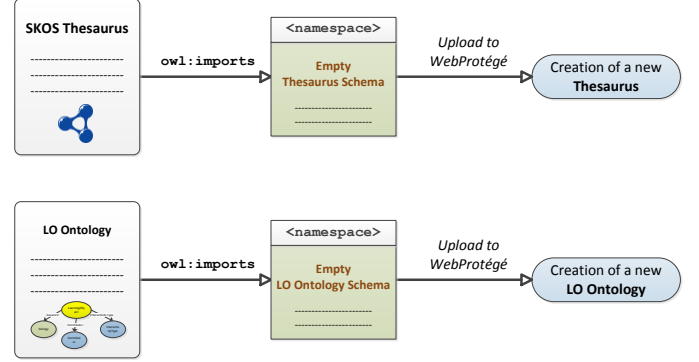 SKOS Thesaurus
owl:imports
<namespace>
Empty
Thesaurus Schema
Upload to
WebProtégé
Creation of a new
Thesaurus
LO Ontology
owl:imports
<namespace>
Empty
LO Ontology Schema
Upload to
WebProtégé
Creation of a new
LO Ontology